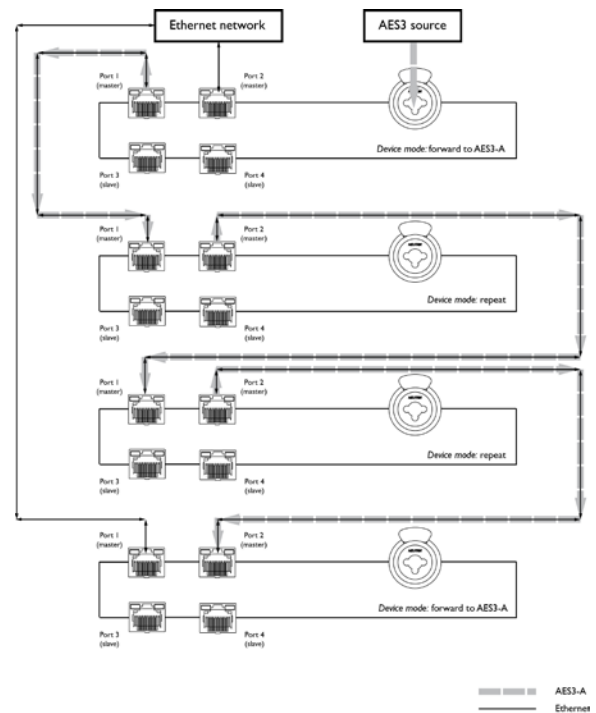 Ethernet network
AES3 source
Port 1
(master)
Port 2
(master)
Device mode: forward to AES3-A
Port 3
(slave)
Port 4
(slave)
Port 1
(master)
Port 2
(master)
Device mode: repeat
Port 3
(slave)
Port 4
(slave)
Port 1
(master)
Port 2
(master)
Device mode: repeat
Port 3
(slave)
Port 4
(slave)
Port 1
(master)
Port 2
(master)
Device mode: forward to AES3-A
Port 3
(slave)
Port 4
(slave)
AES3-A
Ethernet